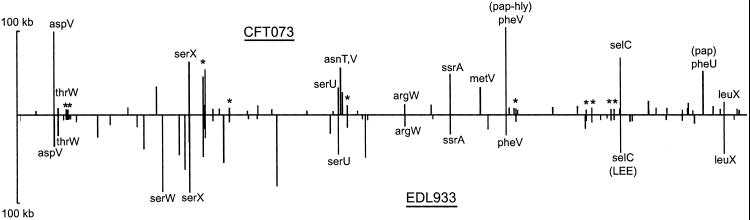 100 kb
aspV
thrW
**
CFT073
serX
*
*
asnT,V
serU
*
argW
ssrA
metV
(pap-hly)
pheV
*
**
**
selC
(pap)
pheU
leuX
aspV
thrW
serW
serX
serU
argW
ssrA
pheV
selC
(LEE)
leuX
EDL933
100 kb